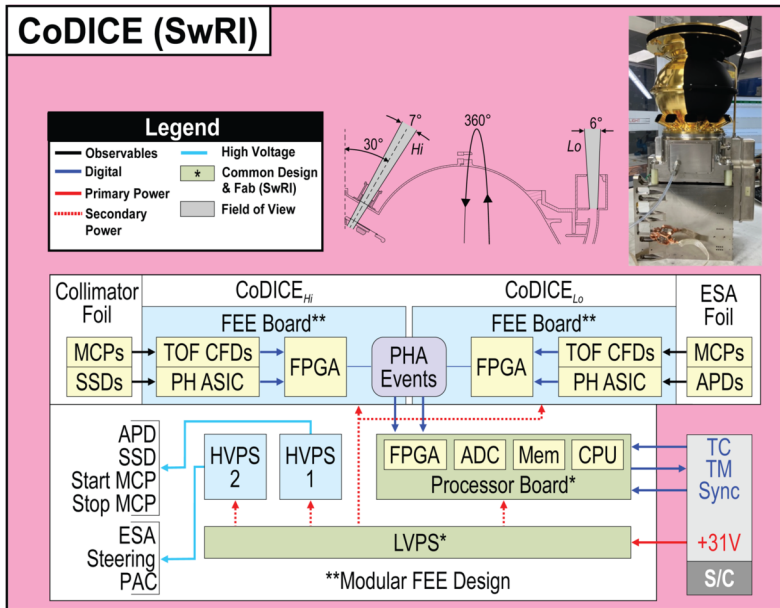 CoDICE (SwRI)
Legend
Observables
Digital
Primary Power
Secondary
Power
High Voltage
* Common Design
& Fab (SwRI)
Field of View
7°
30°
Hi
360°
6°
Lo
Collimator
Foil
CoDICEHi
CoDICELo
ESA
Foil
FEE Board**
FEE Board**
MCPs
TOF CFDs
FPGA
PHA
Events
FPGA
TOF CFDs
MCPs
SSDs
PH ASIC
PH ASIC
APDs
APD
SSD
Start MCP
Stop MCP
HVPS
2
HVPS
1
FPGA
ADC
Mem
CPU
Processor Board*
TC
TM
Sync
ESA
Steering
PAC
LVPS*
+31V
**Modular FEE Design
S/C